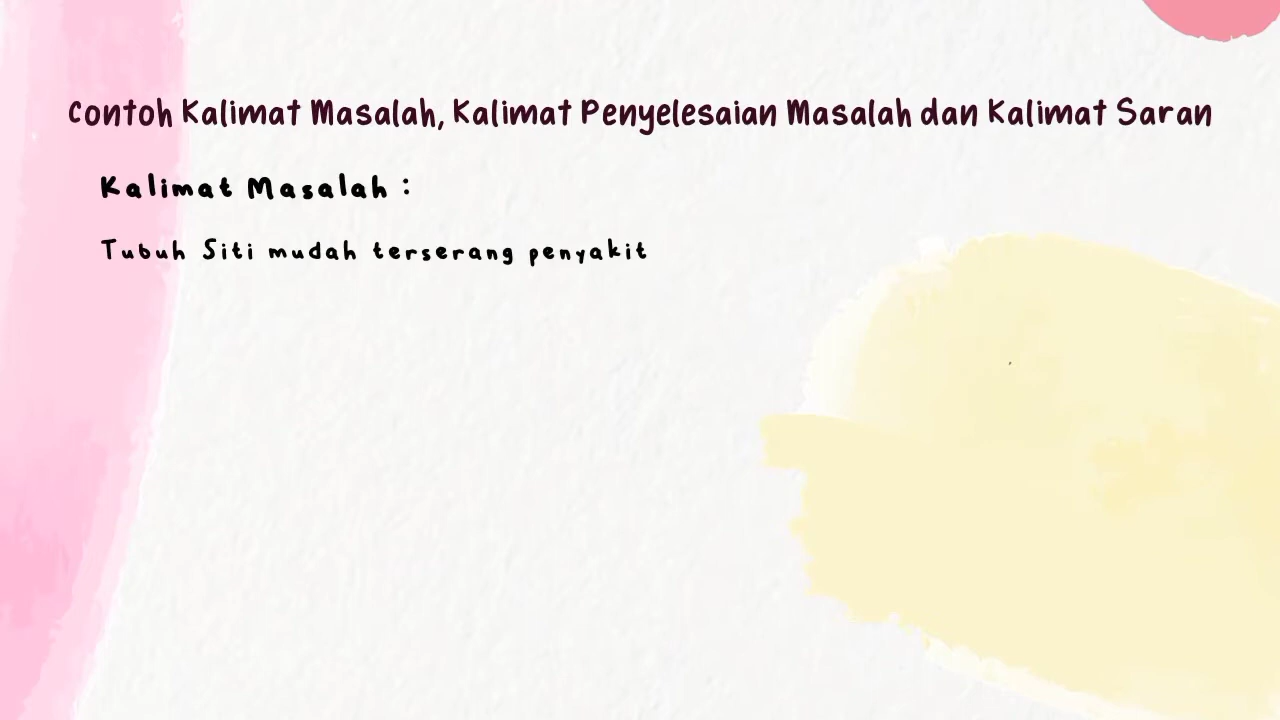 Contoh Kalimat Masalah, Kalimat Penyelesaian Masalah dan Kalimat Saran
Kalimat Masalah :
Tubuh Siti mudah terserang penyakit